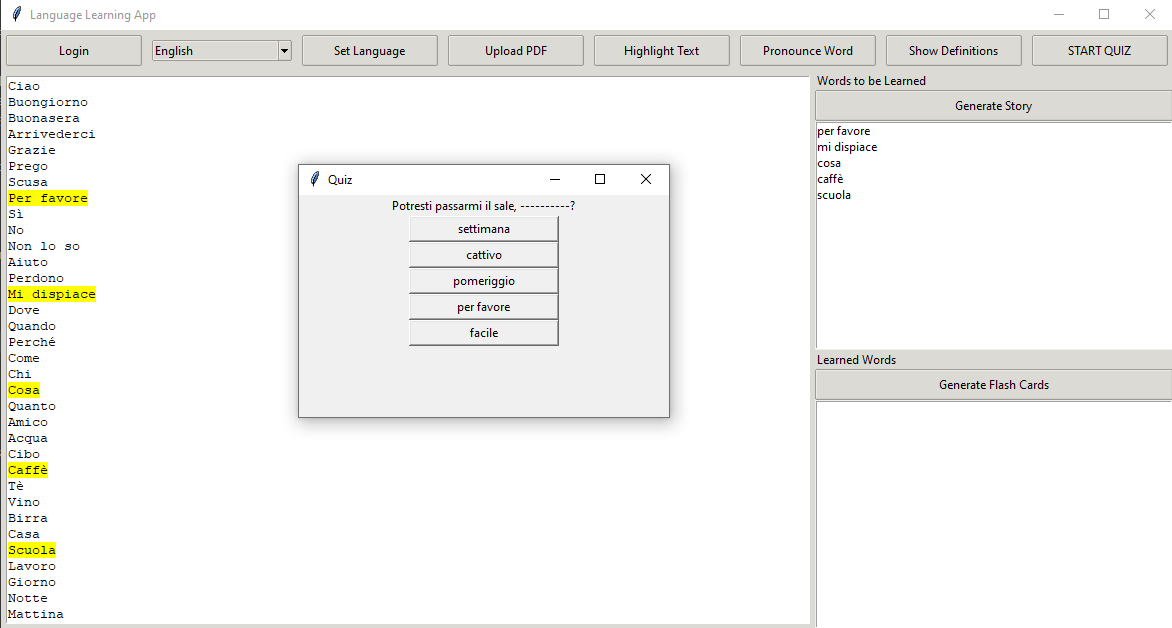 Language Learning App
Login English Set Language Upload PDF Highlight Text Pronounce Word Show Definitions START QUIZ
Ciao
Buongiorno
Buonasera
Arrivederci
Grazie
Prego
Scusa
Per favore
Sì
No
Non lo so
Aiuto
Perdono
Mi dispiace
Dove
Quando
Perché
Come
Chi
Cosa
Quanto
Amico
Acqua
Cibo
Caffè
Tè
Vino
Birra
Casa
Scuola
Lavoro
Giorno
Notte
Mattina
Quiz
Potresti passarmi il sale, ----------?
settimana
cattivo
pomeriggio
per favore
facile
Words to be Learned
Generate Story
per favore
mi dispiace
cosa
caffè
scuola
Learned Words
Generate Flash Cards